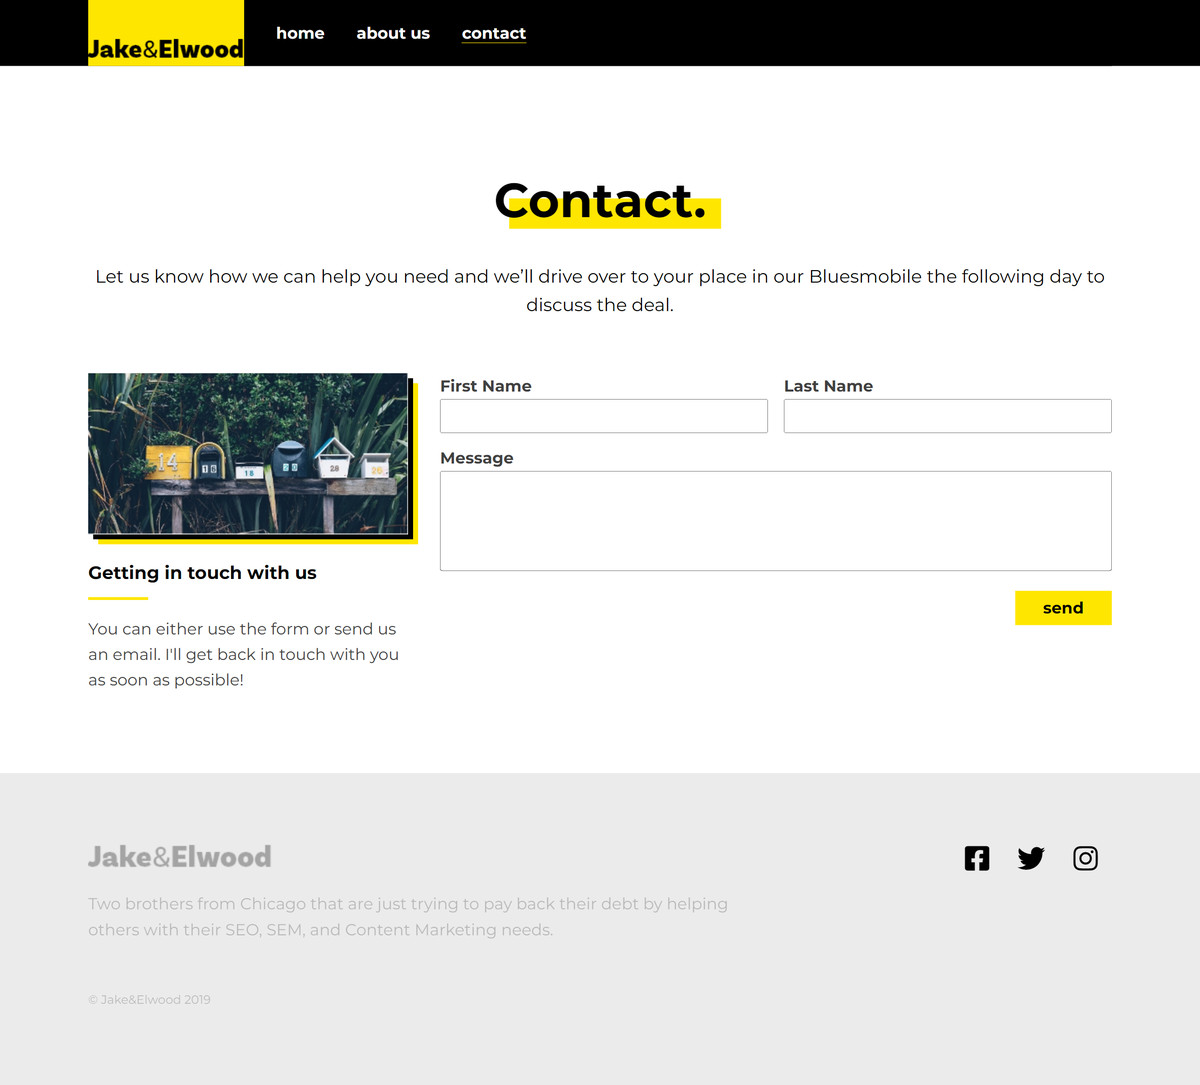 Jake&Elwood
home
about us
contact
Contact.
Let us know how we can help you need and we’ll drive over to your place in our Bluesmobile the following day to
discuss the deal.
14
16
18
20
26
28
First Name
Last Name
Message
send
Getting in touch with us
You can either use the form or send us
an email. I'll get back in touch with you
as soon as possible!
Jake&Elwood
Two brothers from Chicago that are just trying to pay back their debt by helping
others with their SEO, SEM, and Content Marketing needs.
© Jake&Elwood 2019